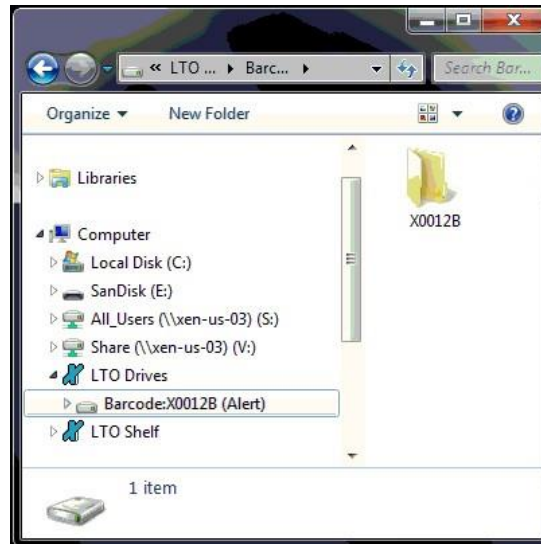 « LTO ... ▸ Barc... ▸
Search Bar...
Organize ▾ New Folder
Libraries
Computer
Local Disk (C:)
SanDisk (E:)
All_Users (\\xen-us-03) (S:)
Share (\\xen-us-03) (V:)
LTO Drives
Barcode:X0012B (Alert)
LTO Shelf
X0012B
1 item